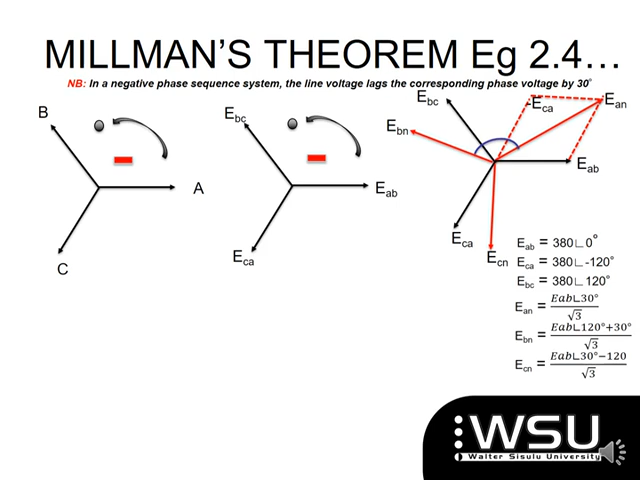 MILLMAN'S THEOREM Eg 2.4…
NB: In a negative phase sequence system, the line voltage lags the corresponding phase voltage by 30°
B
A
C
Ebc
Eab
Eca
Ebc
-Eca
Ean
Ebn
Eab
Eca
Ecn
Eab = 380∟0°
Eca = 380∟-120°
Ebc = 380∟120°
Ean = Eab∟30° / √3
Ebn = Eab∟120°+30° / √3
Ecn = Eab∟30°−120 / √3
WSU
Walter Sisulu University